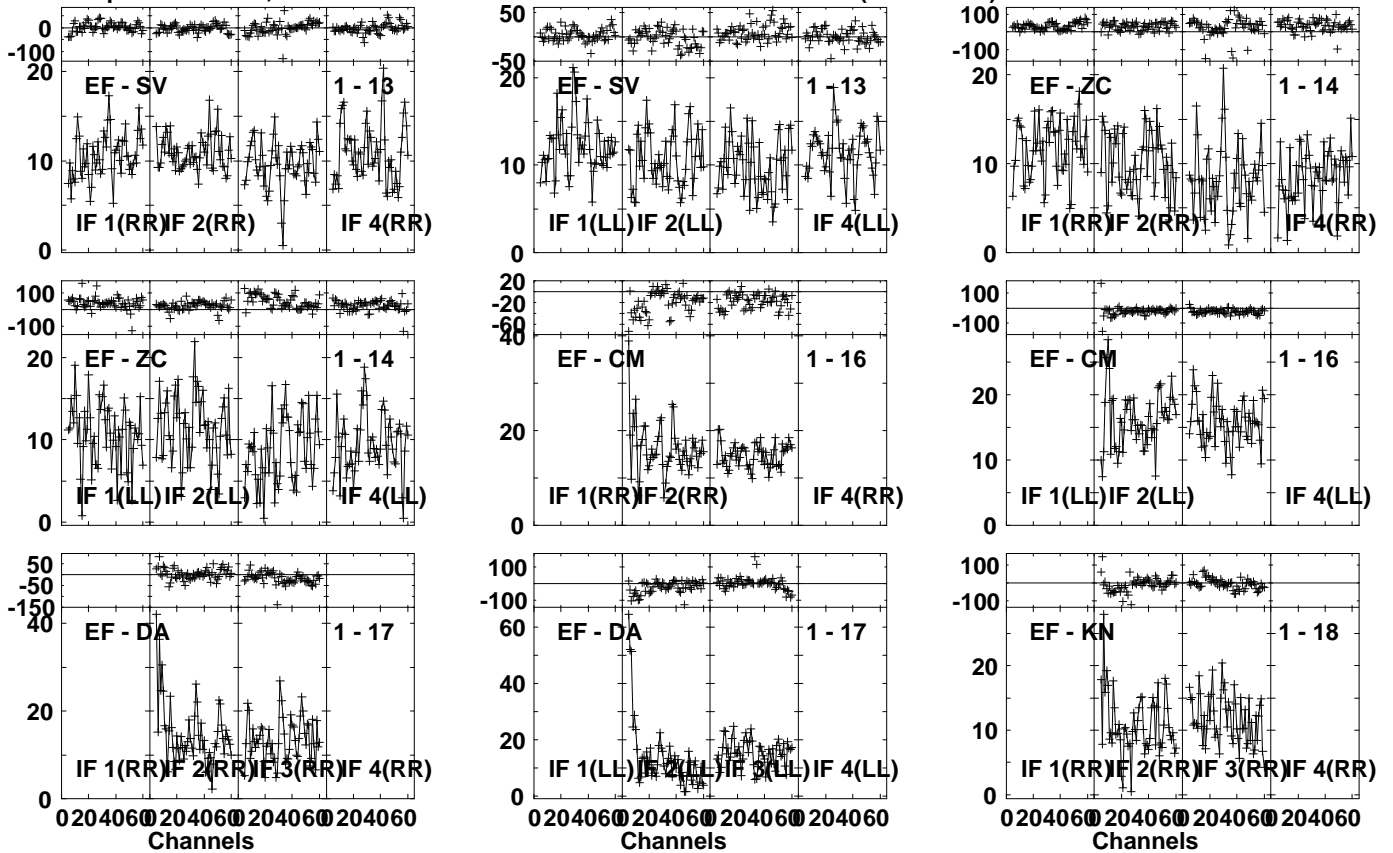 0
-100
20
10
0
EF - SV
1 - 13
IF 1(RR)
IF 2(RR)
IF 4(RR)
50
-50
20
10
0
EF - SV
1 - 13
IF 1(LL)
IF 2(LL)
IF 4(LL)
100
-100
20
10
0
EF - ZC
1 - 14
IF 1(RR)
IF 2(RR)
IF 4(RR)
100
-100
20
10
0
EF - ZC
1 - 14
IF 1(LL)
IF 2(LL)
IF 4(LL)
20
-20
-60
40
20
0
EF - CM
1 - 16
IF 1(RR)
IF 2(RR)
IF 4(RR)
100
-100
20
10
0
EF - CM
1 - 16
IF 1(LL)
IF 2(LL)
IF 4(LL)
50
-50
-150
40
20
0
EF - DA
1 - 17
IF 1(RR)
IF 2(RR)
IF 3(RR)
IF 4(RR)
0 20 40 60 0 20 40 60 0 20 40 60 0 20 40 60
Channels
100
-100
60
40
20
0
EF - DA
1 - 17
IF 1(LL)
IF 2(LL)
IF 3(LL)
IF 4(LL)
0 20 40 60 0 20 40 60 0 20 40 60 0 20 40 60
Channels
100
-100
20
10
0
EF - KN
1 - 18
IF 1(RR)
IF 2(RR)
IF 3(RR)
IF 4(RR)
0 20 40 60 0 20 40 60 0 20 40 60 0 20 40 60
Channels